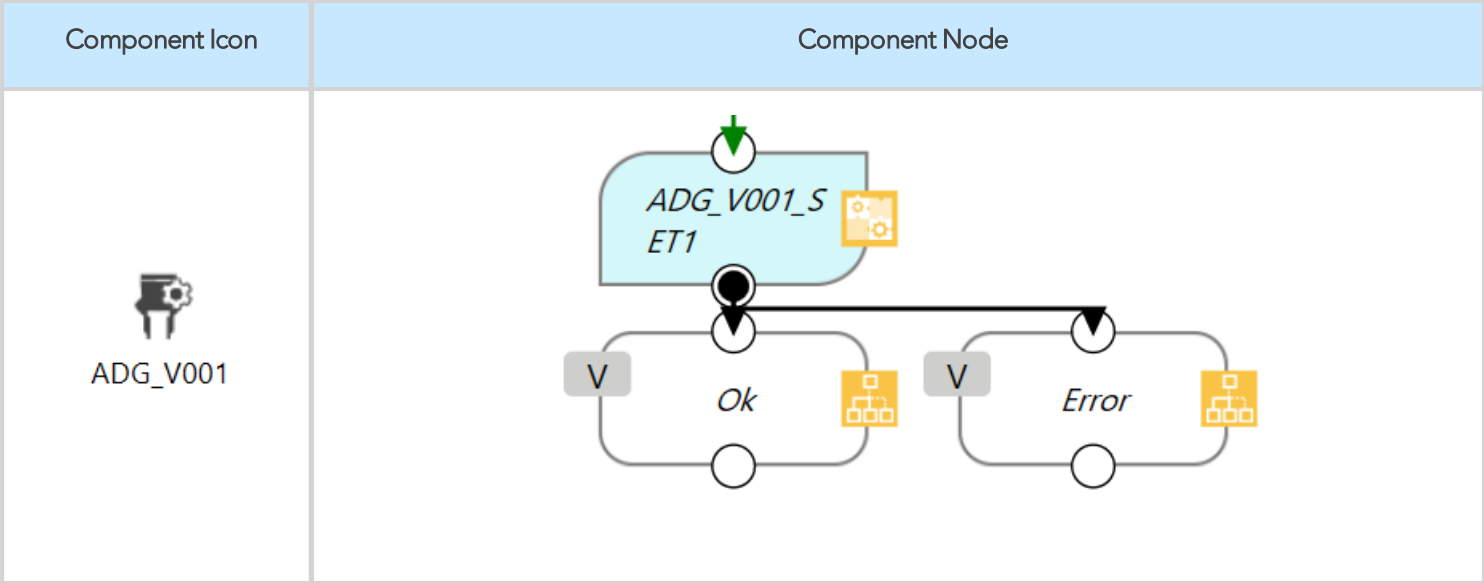 Component Icon
Component Node
ADG_V001
ADG_V001_S
ET1
V
Ok
V
Error